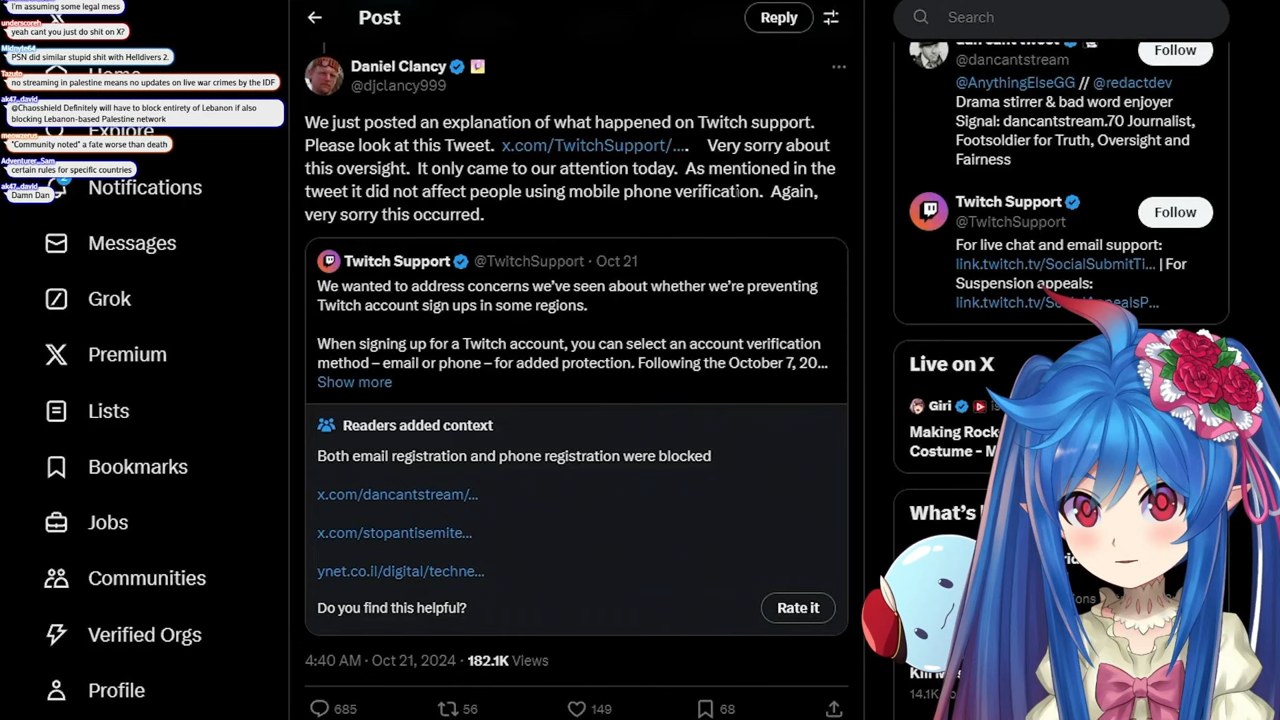 I'm assuming some legal mess
underscoreh
yeah cant you just do shit on X?
Midnyte64
PSN did similar stupid shit with Helldivers 2.
Tazuto
no streaming in palestine means no updates on live war crimes by the IDF
ak47_david
@Chaosshield Definitely will have to block entirety of Lebanon if also
blocking Lebanon-based Palestine network
meowzerus
"Community noted" a fate worse than death
Adventurer_Sam
certain rules for specific countries
ak47_david
Damn Dan
Home
Explore
2
Notifications
Messages
Grok
Premium
Lists
Bookmarks
Jobs
Communities
Verified Orgs
Profile
Post
Reply
Daniel Clancy
@djclancy999
We just posted an explanation of what happened on Twitch support.
Please look at this Tweet. x.com/TwitchSupport/... . Very sorry about
this oversight. It only came to our attention today. As mentioned in the
tweet it did not affect people using mobile phone verification. Again,
very sorry this occurred.
Twitch Support @TwitchSupport · Oct 21
We wanted to address concerns we've seen about whether we're preventing
Twitch account sign ups in some regions.
When signing up for a Twitch account, you can select an account verification
method – email or phone – for added protection. Following the October 7, 20...
Show more
Readers added context
Both email registration and phone registration were blocked
x.com/dancantstream/...
x.com/stopantisemite...
ynet.co.il/digital/techne...
Do you find this helpful?
Rate it
4:40 AM · Oct 21, 2024 · 182.1K Views
685
56
149
68
Search
dan cant tweet
@dancantstream
Follow
@AnythingElseGG // @redactdev
Drama stirrer & bad word enjoyer
Signal: dancantstream.70 Journalist,
Footsoldier for Truth, Oversight and
Fairness
Twitch Support
@TwitchSupport
Follow
For live chat and email support:
link.twitch.tv/SocialSubmitTi... | For
Suspension appeals:
Live on X
Giri
Making Rock
Costume – M
What's
14.1K